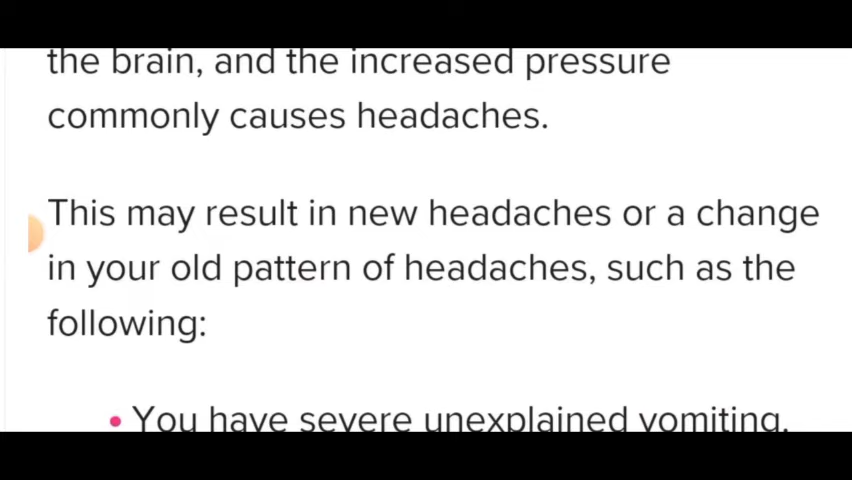 the brain, and the increased pressure
commonly causes headaches.
This may result in new headaches or a change
in your old pattern of headaches, such as the
following:
• You have severe unexplained vomiting.